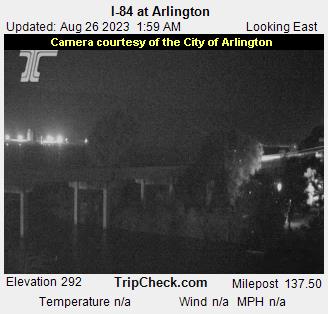 I-84 at Arlington
Updated: Aug 26 2023 1:59 AM Looking East
Camera courtesy of the City of Arlington
Elevation 292 TripCheck.com Milepost 137.50
Temperature n/a Wind n/a MPH n/a